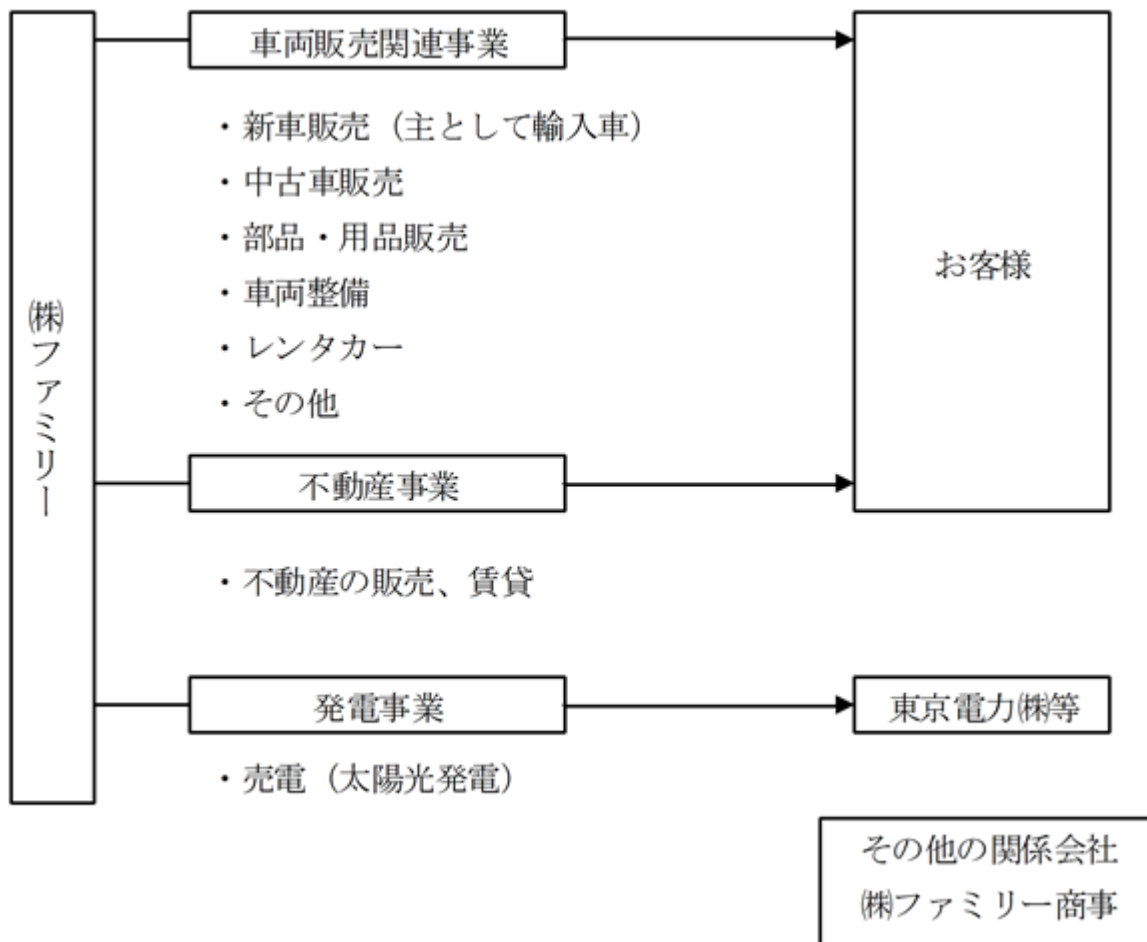 ㈱ファミリー
車両販売関連事業
・新車販売（主として輸入車）
・中古車販売
・部品・用品販売
・車両整備
・レンタカー
・その他
お客様
不動産事業
・不動産の販売、賃貸
発電事業
東京電力㈱等
・売電（太陽光発電）
その他の関係会社
㈱ファミリー商事